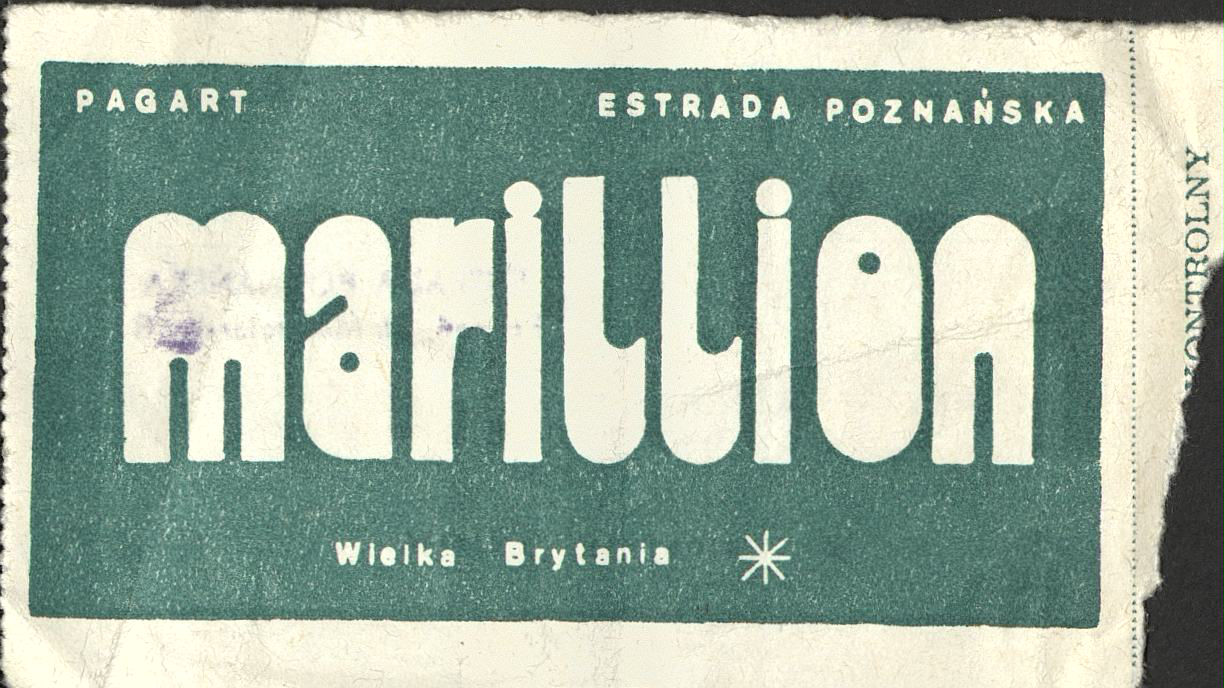 PAGART
ESTRADA POZNAŃSKA
marillion
Wielka Brytania
KONTROLNY